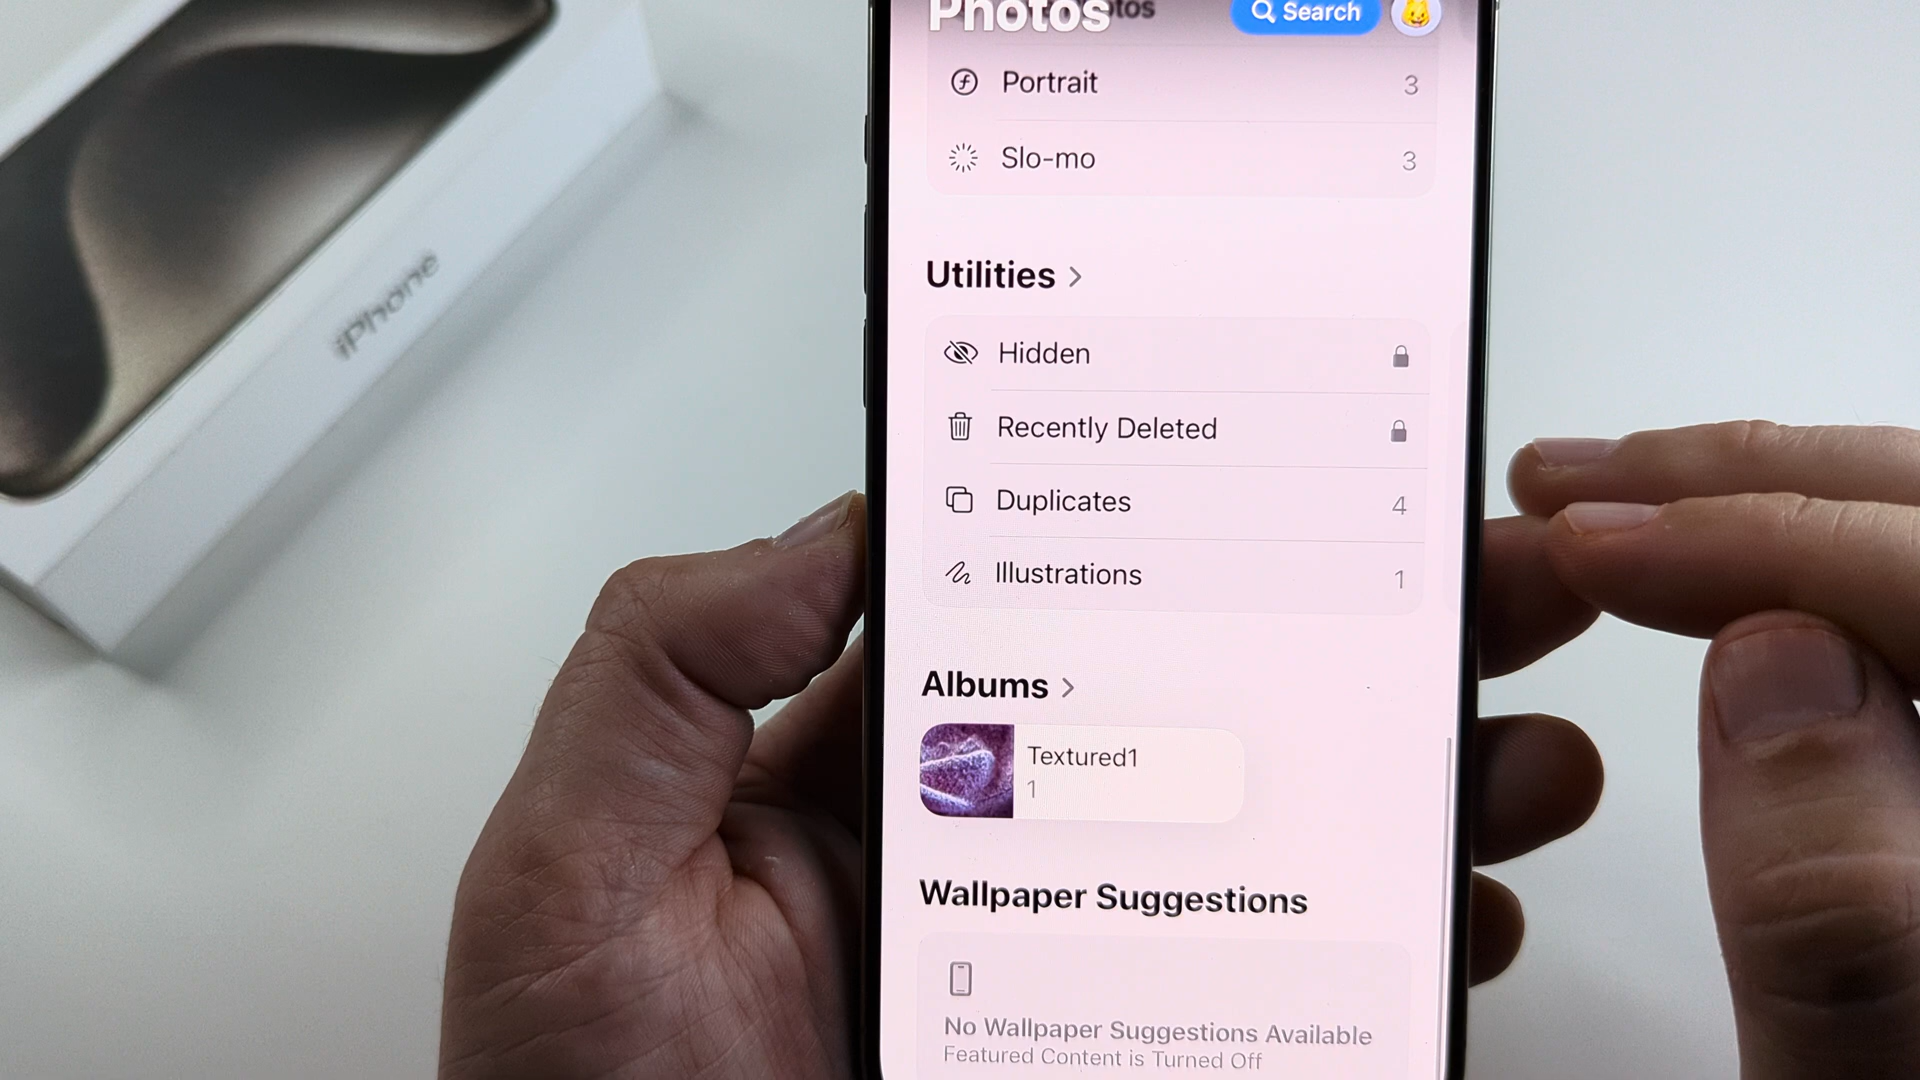 Photos
Search
Portrait 3
Slo-mo 3
Utilities >
Hidden
Recently Deleted
Duplicates 4
Illustrations 1
Albums >
Textured1
1
Wallpaper Suggestions
No Wallpaper Suggestions Available
Featured Content is Turned Off
iPhone